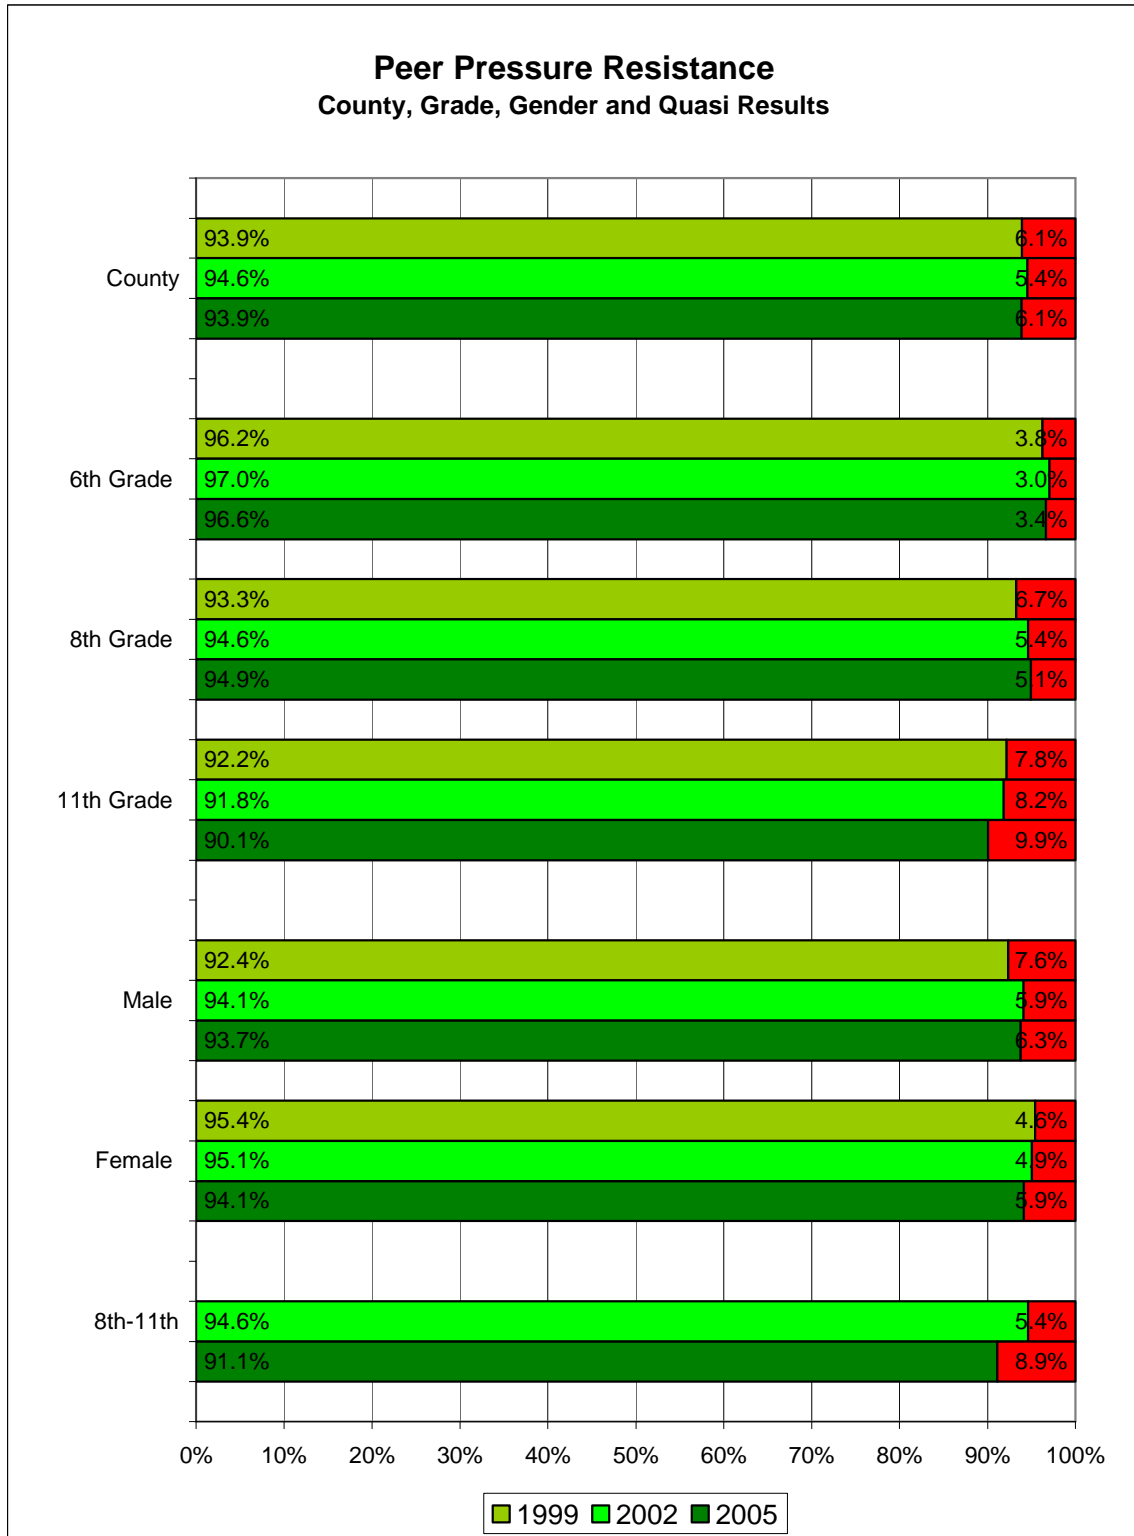 Peer Pressure Resistance
County, Grade, Gender and Quasi Results
93.9% 6.1%
County 94.6% 5.4%
93.9% 6.1%
96.2% 3.8%
6th Grade 97.0% 3.0%
96.6% 3.4%
93.3% 6.7%
8th Grade 94.6% 5.4%
94.9% 5.1%
92.2% 7.8%
11th Grade 91.8% 8.2%
90.1% 9.9%
92.4% 7.6%
Male 94.1% 5.9%
93.7% 6.3%
95.4% 4.6%
Female 95.1% 4.9%
94.1% 5.9%
8th-11th 94.6% 5.4%
91.1% 8.9%
0% 10% 20% 30% 40% 50% 60% 70% 80% 90% 100%
1999 2002 2005